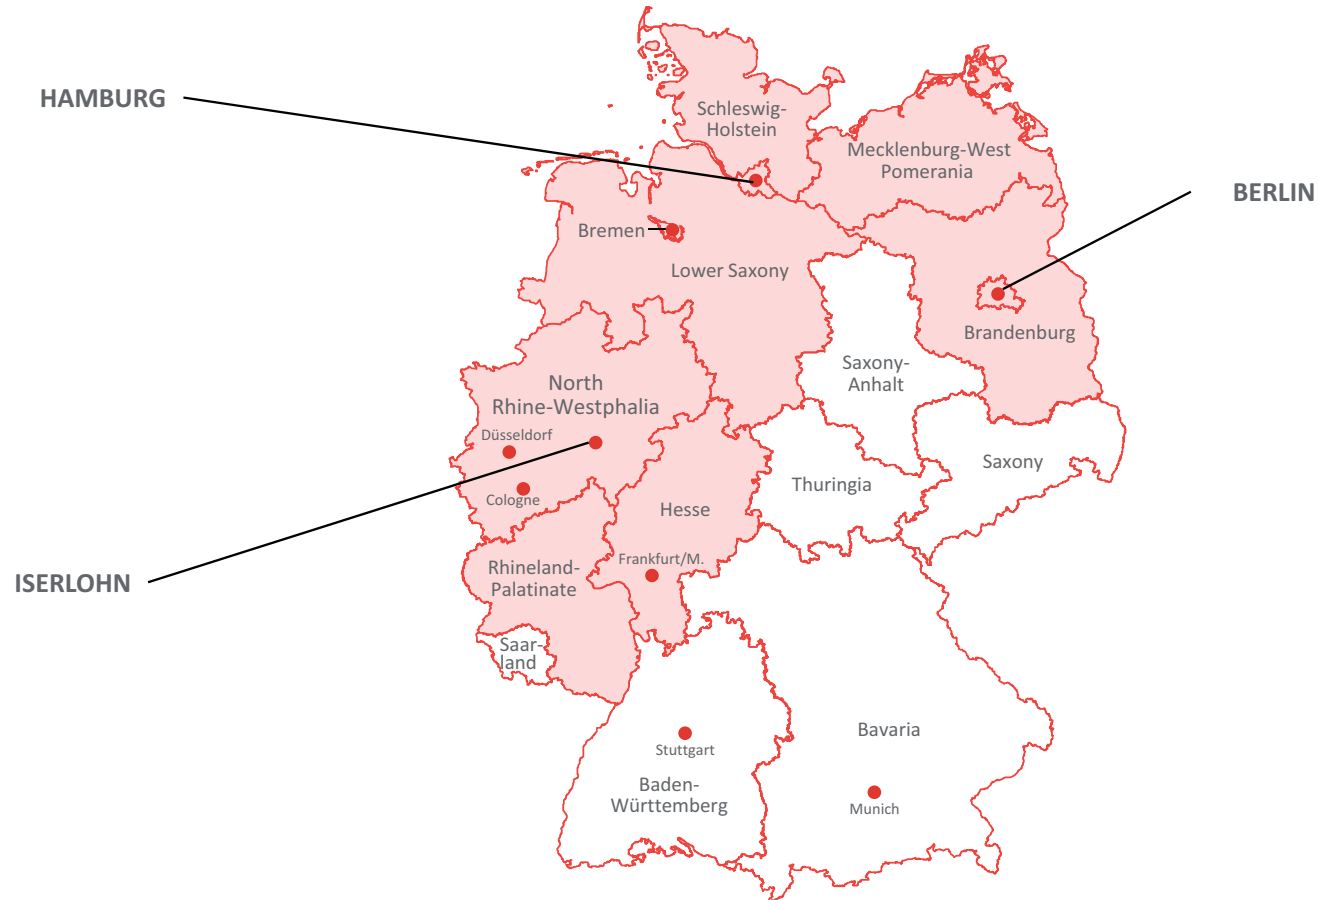 HAMBURG
Schleswig-
Holstein
Mecklenburg-West
Pomerania
BERLIN
Bremen
Lower Saxony
Brandenburg
Saxony-
Anhalt
North
Rhine-Westphalia
Düsseldorf
Saxony
Thuringia
Cologne
Hesse
Frankfurt/M.
ISERLOHN
Rhineland-
Palatinate
Saar-
land
Bavaria
Stuttgart
Baden-
Württemberg
Munich